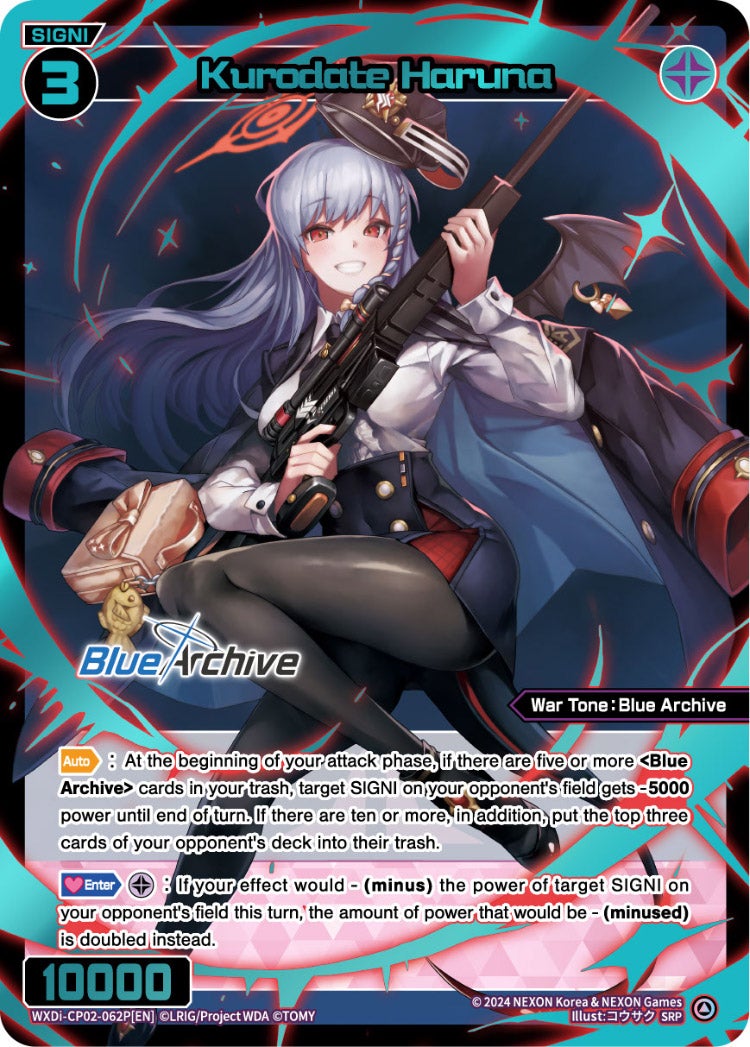 SIGNI
3
Kurodate Haruna
Blue Archive
War Tone:Blue Archive
Auto : At the beginning of your attack phase, if there are five or more <Blue
Archive> cards in your trash, target SIGNI on your opponent's field gets -5000
power until end of turn. If there are ten or more, in addition, put the top three
cards of your opponent's deck into their trash.
Enter : If your effect would - (minus) the power of target SIGNI on
your opponent's field this turn, the amount of power that would be - (minused)
is doubled instead.
10000
WXDi-CP02-062P[EN] ©LRIG/Project WDA ©TOMY
© 2024 NEXON Korea & NEXON Games
Illust:コウサク SRP